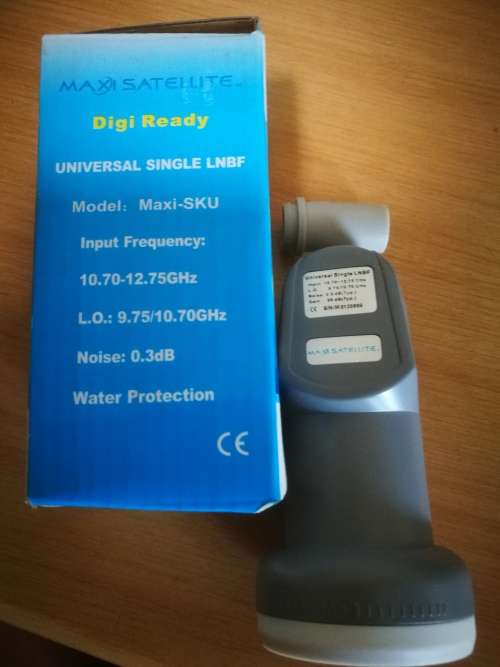 MAXI SATELLITE
Digi Ready
UNIVERSAL SINGLE LNBF
Model: Maxi-SKU
Input Frequency:
10.70-12.75GHz
L.O.: 9.75/10.70GHz
Noise: 0.3dB
Water Protection
CE
Universal Single LNBF
L.O.
CE
MAXI SATELLITE